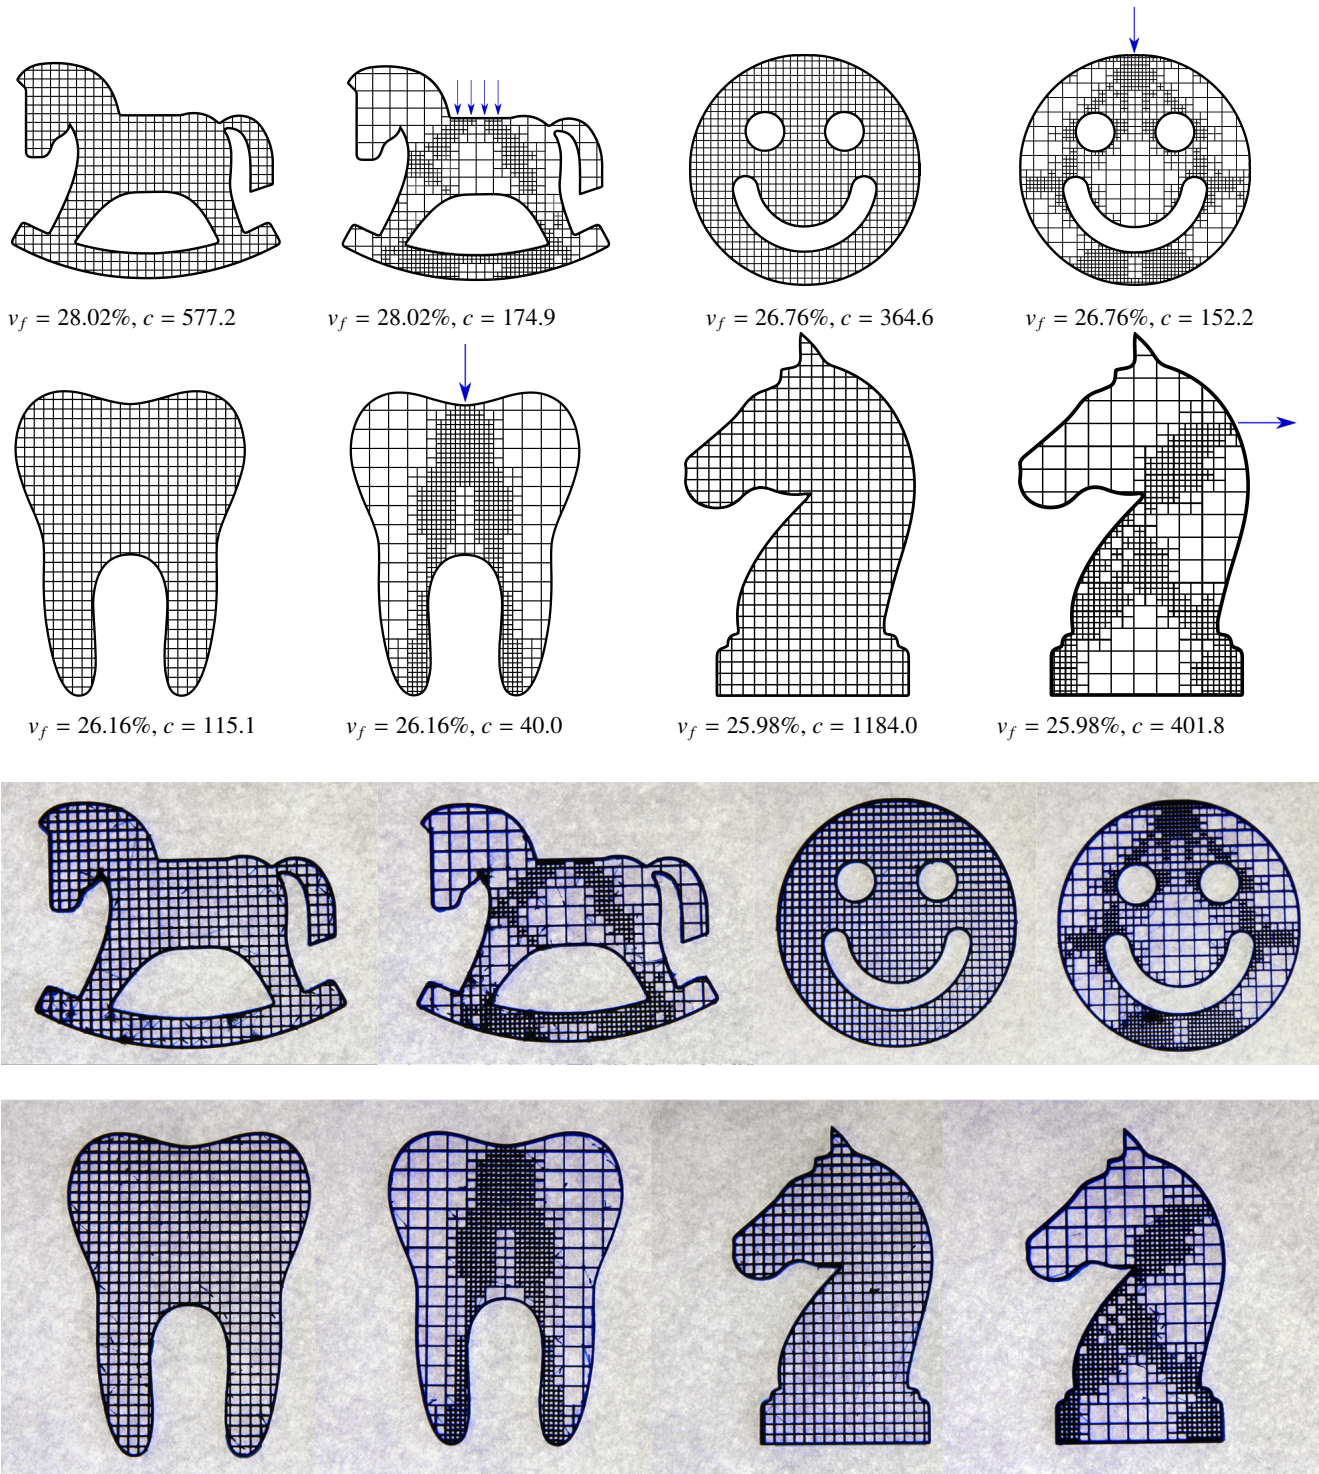 v_f = 28.02%, c = 577.2
v_f = 28.02%, c = 174.9
v_f = 26.76%, c = 364.6
v_f = 26.76%, c = 152.2
v_f = 26.16%, c = 115.1
v_f = 26.16%, c = 40.0
v_f = 25.98%, c = 1184.0
v_f = 25.98%, c = 401.8